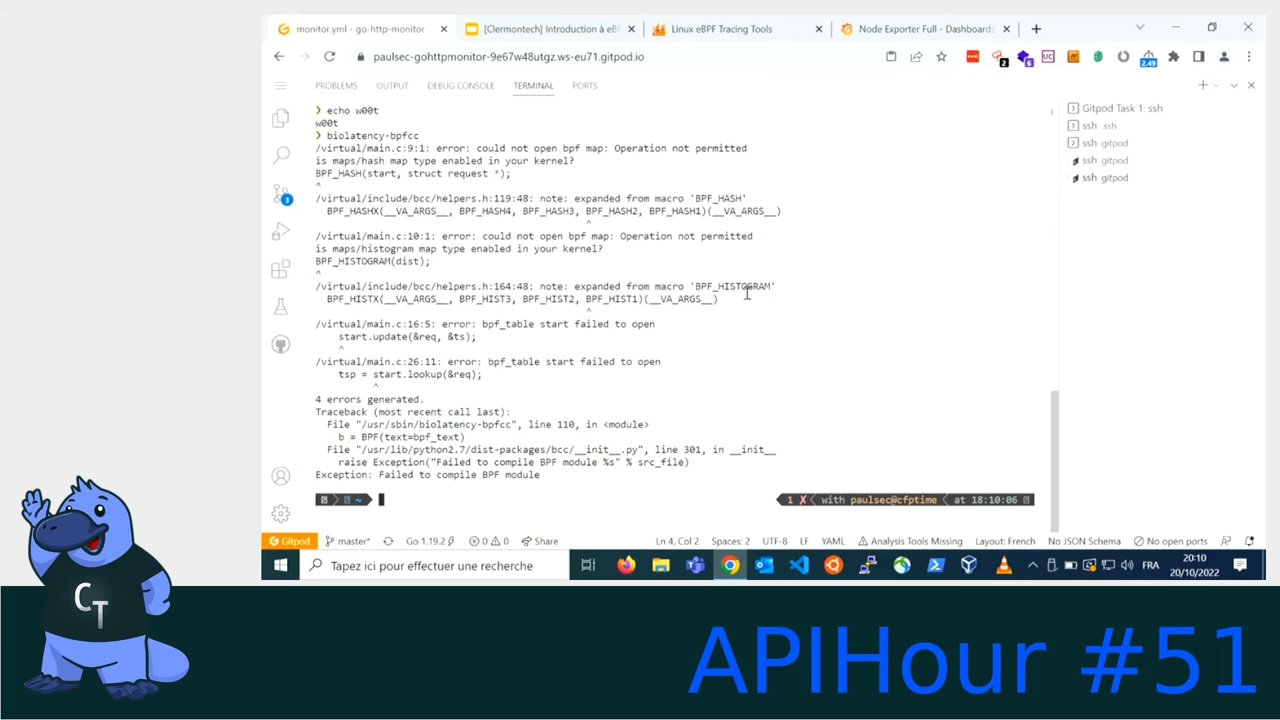 monitor.yml - go-http-monitor
[Clermontech] Introduction à eB
Linux eBPF Tracing Tools
Node Exporter Full - Dashboards
paulsec-gohttpmonitor-9e67w48utgz.ws-eu71.gitpod.io
2
6
UC
2.49
PROBLEMS OUTPUT DEBUG CONSOLE TERMINAL PORTS
❯ echo w00t
w00t
❯ biolatency-bpfcc
/virtual/main.c:9:1: error: could not open bpf map: Operation not permitted
is maps/hash map type enabled in your kernel?
BPF_HASH(start, struct request *);
^
/virtual/include/bcc/helpers.h:119:48: note: expanded from macro 'BPF_HASH'
BPF_HASHX(__VA_ARGS__, BPF_HASH4, BPF_HASH3, BPF_HASH2, BPF_HASH1)(__VA_ARGS__)
^
/virtual/main.c:10:1: error: could not open bpf map: Operation not permitted
is maps/histogram map type enabled in your kernel?
BPF_HISTOGRAM(dist);
^
/virtual/include/bcc/helpers.h:164:48: note: expanded from macro 'BPF_HISTOGRAM'
BPF_HISTX(__VA_ARGS__, BPF_HIST3, BPF_HIST2, BPF_HIST1)(__VA_ARGS__)
^
/virtual/main.c:16:5: error: bpf_table start failed to open
start.update(&req, &ts);
^
/virtual/main.c:26:11: error: bpf_table start failed to open
tsp = start.lookup(&req);
^
4 errors generated.
Traceback (most recent call last):
File "/usr/sbin/biolatency-bpfcc", line 110, in <module>
b = BPF(text=bpf_text)
File "/usr/lib/python2.7/dist-packages/bcc/__init__.py", line 301, in __init__
raise Exception("Failed to compile BPF module %s" % src_file)
Exception: Failed to compile BPF module
~
1 ✗ with paulsec@cfptime at 18:10:06
Gitpod Task 1: ssh
ssh .ssh
ssh gitpod
ssh gitpod
ssh gitpod
3
Gitpod master* Go 1.19.2 0 0 Share Ln 4, Col 2 Spaces: 2 UTF-8 LF YAML Analysis Tools Missing Layout: French No JSON Schema No open ports
Tapez ici pour effectuer une recherche
FRA
20:10
20/10/2022
CT
APIHour #51